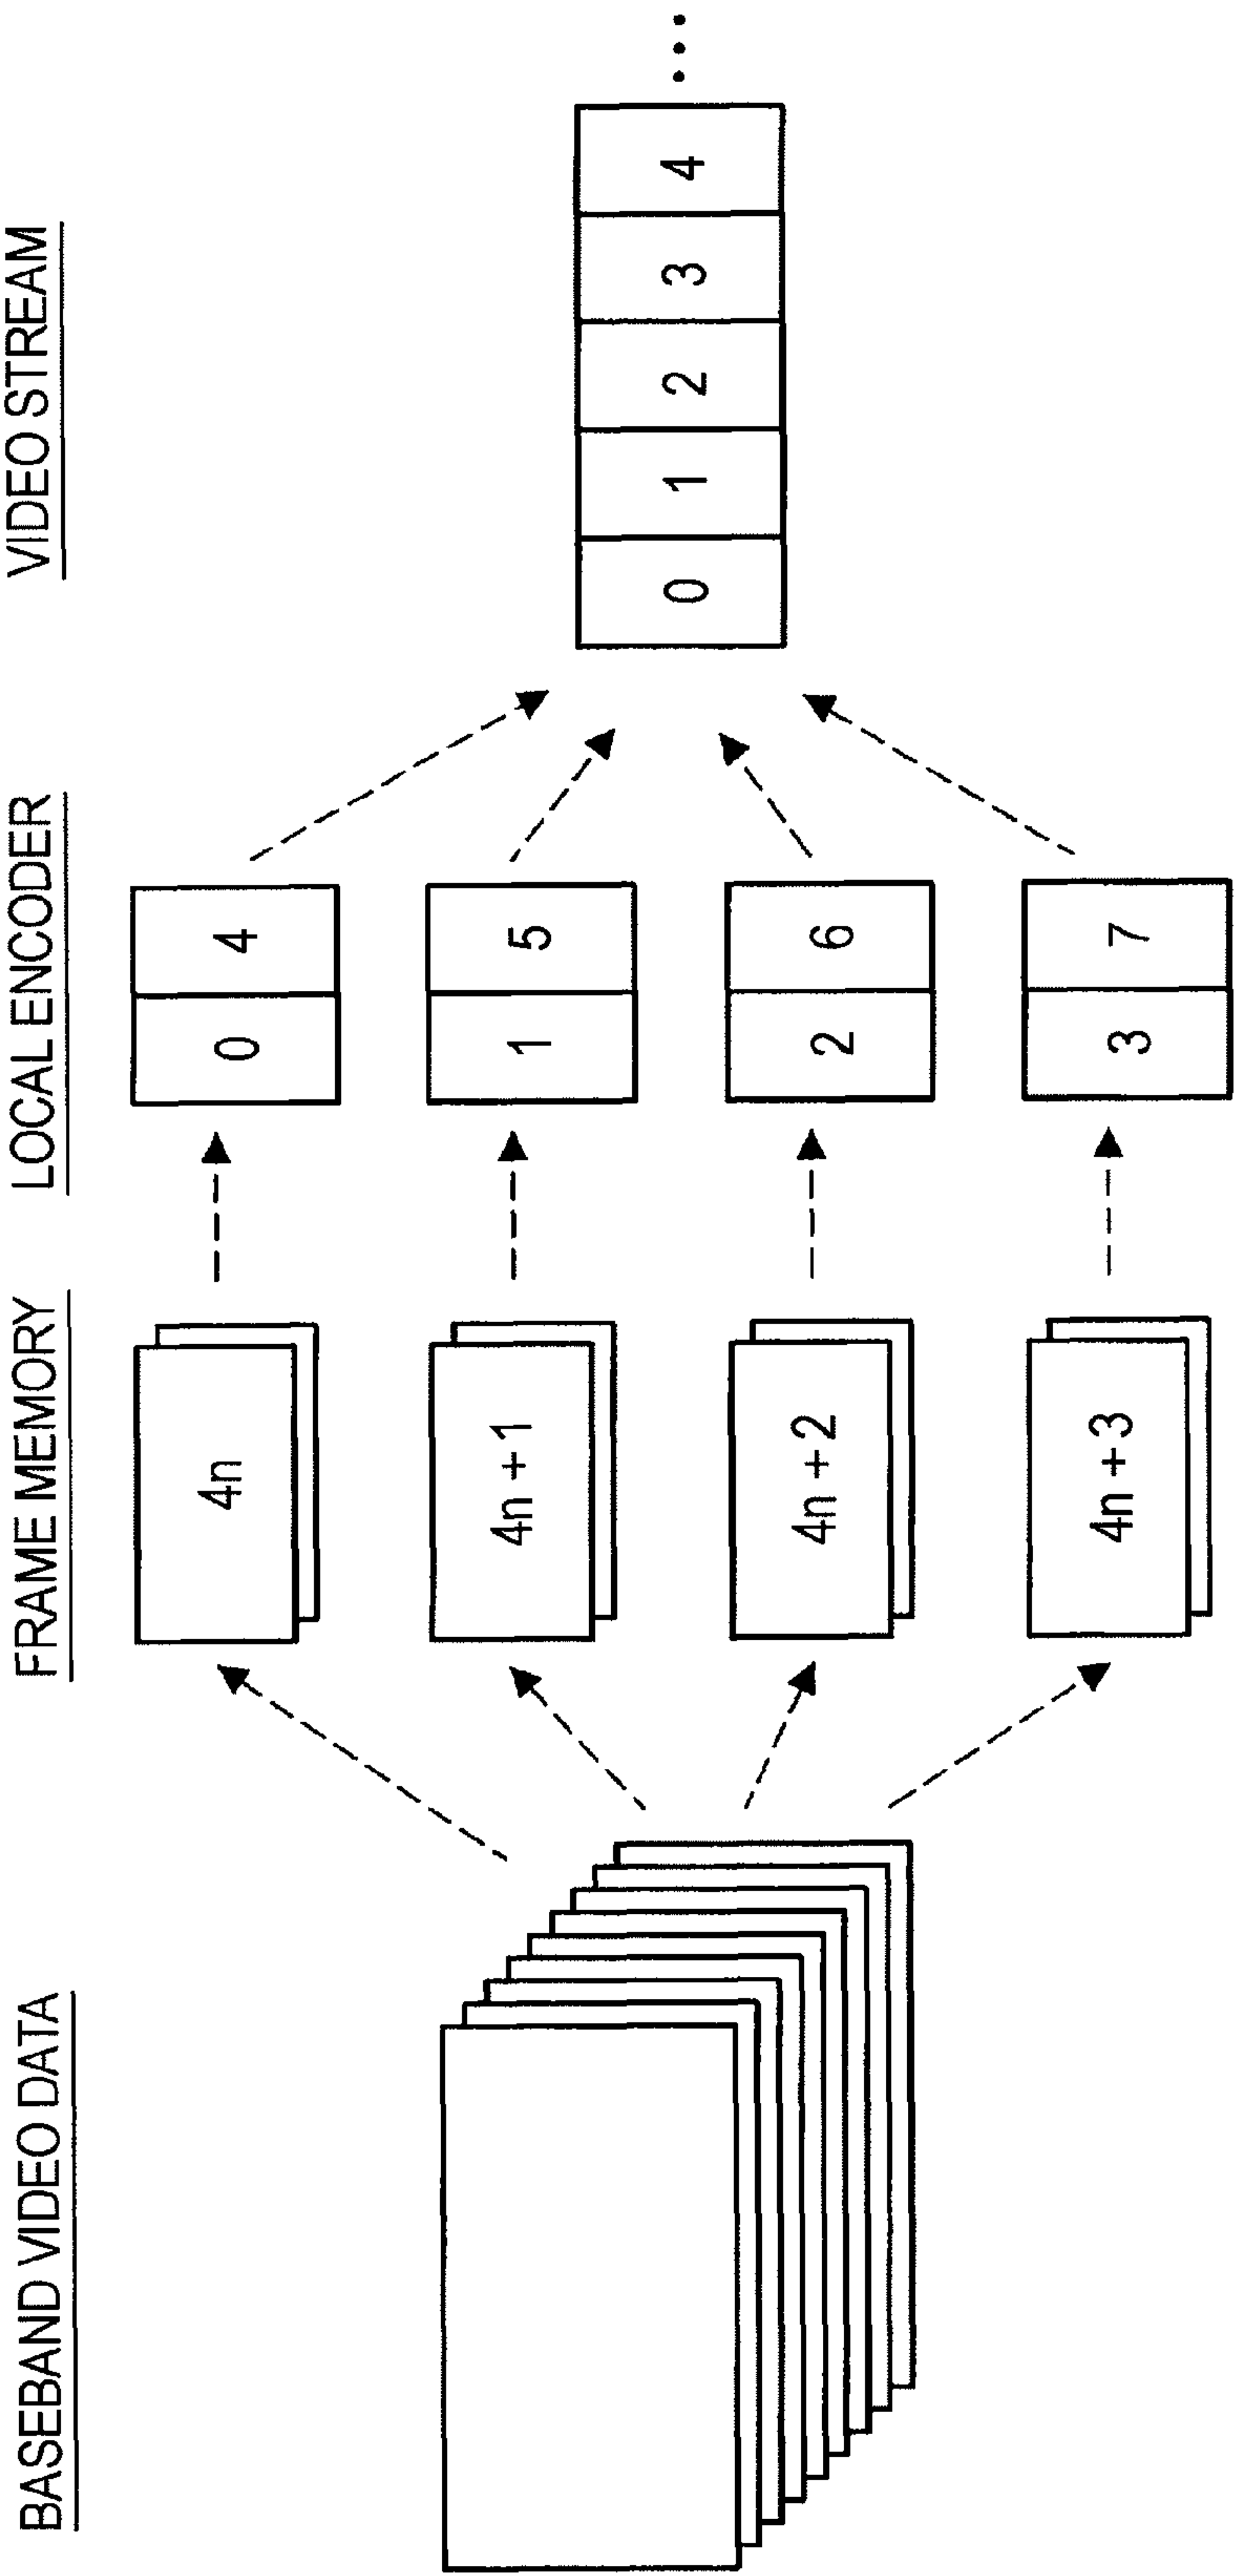 BASEBAND VIDEO DATA
FRAME MEMORY
LOCAL ENCODER
VIDEO STREAM
4n
0
4
4n + 1
1
5
4n + 2
2
6
4n + 3
3
7
0
1
2
3
4
...